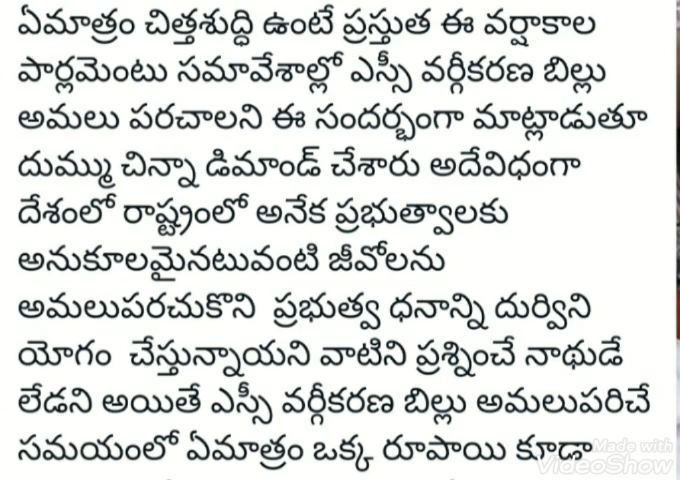 ఏమాత్రం చిత్తశుద్ధి ఉంటే ప్రస్తుత ఈ వర్షాకాల
పార్లమెంటు సమావేశాల్లో ఎస్సీ వర్గీకరణ బిల్లు
అమలు పరచాలని ఈ సందర్భంగా మాట్లాడుతూ
దుమ్ము చిన్నా డిమాండ్ చేశారు అదేవిధంగా
దేశంలో రాష్ట్రంలో అనేక ప్రభుత్వాలకు
అనుకూలమైనటువంటి జీవోలను
అమలుపరచుకొని ప్రభుత్వ ధనాన్ని దుర్విని
యోగం చేస్తున్నాయని వాటిని ప్రశ్నించే నాథుడే
లేడని అయితే ఎస్సీ వర్గీకరణ బిల్లు అమలుపరిచే
సమయంలో ఏమాత్రం ఒక్క రూపాయి కూడా
Made with
VideoShow